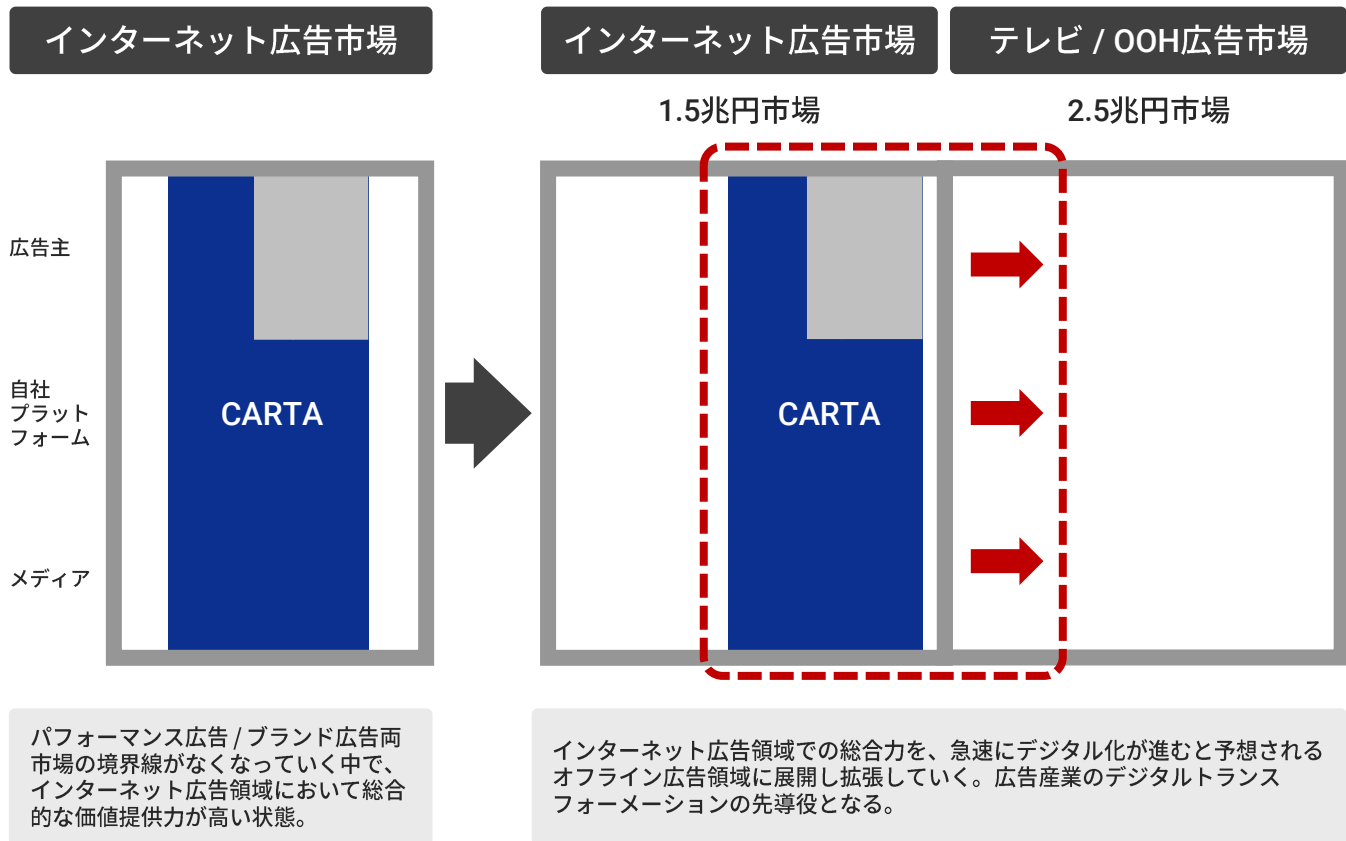 インターネット広告市場
広告主
自社
プラット
フォーム
メディア
CARTA
パフォーマンス広告 / ブランド広告両
市場の境界線がなくなっていく中で、
インターネット広告領域において総合
的な価値提供力が高い状態。
インターネット広告市場
テレビ / OOH広告市場
1.5兆円市場
2.5兆円市場
CARTA
インターネット広告領域での総合力を、急速にデジタル化が進むと予想される
オフライン広告領域に展開し拡張していく。広告産業のデジタルトランス
フォーメーションの先導役となる。